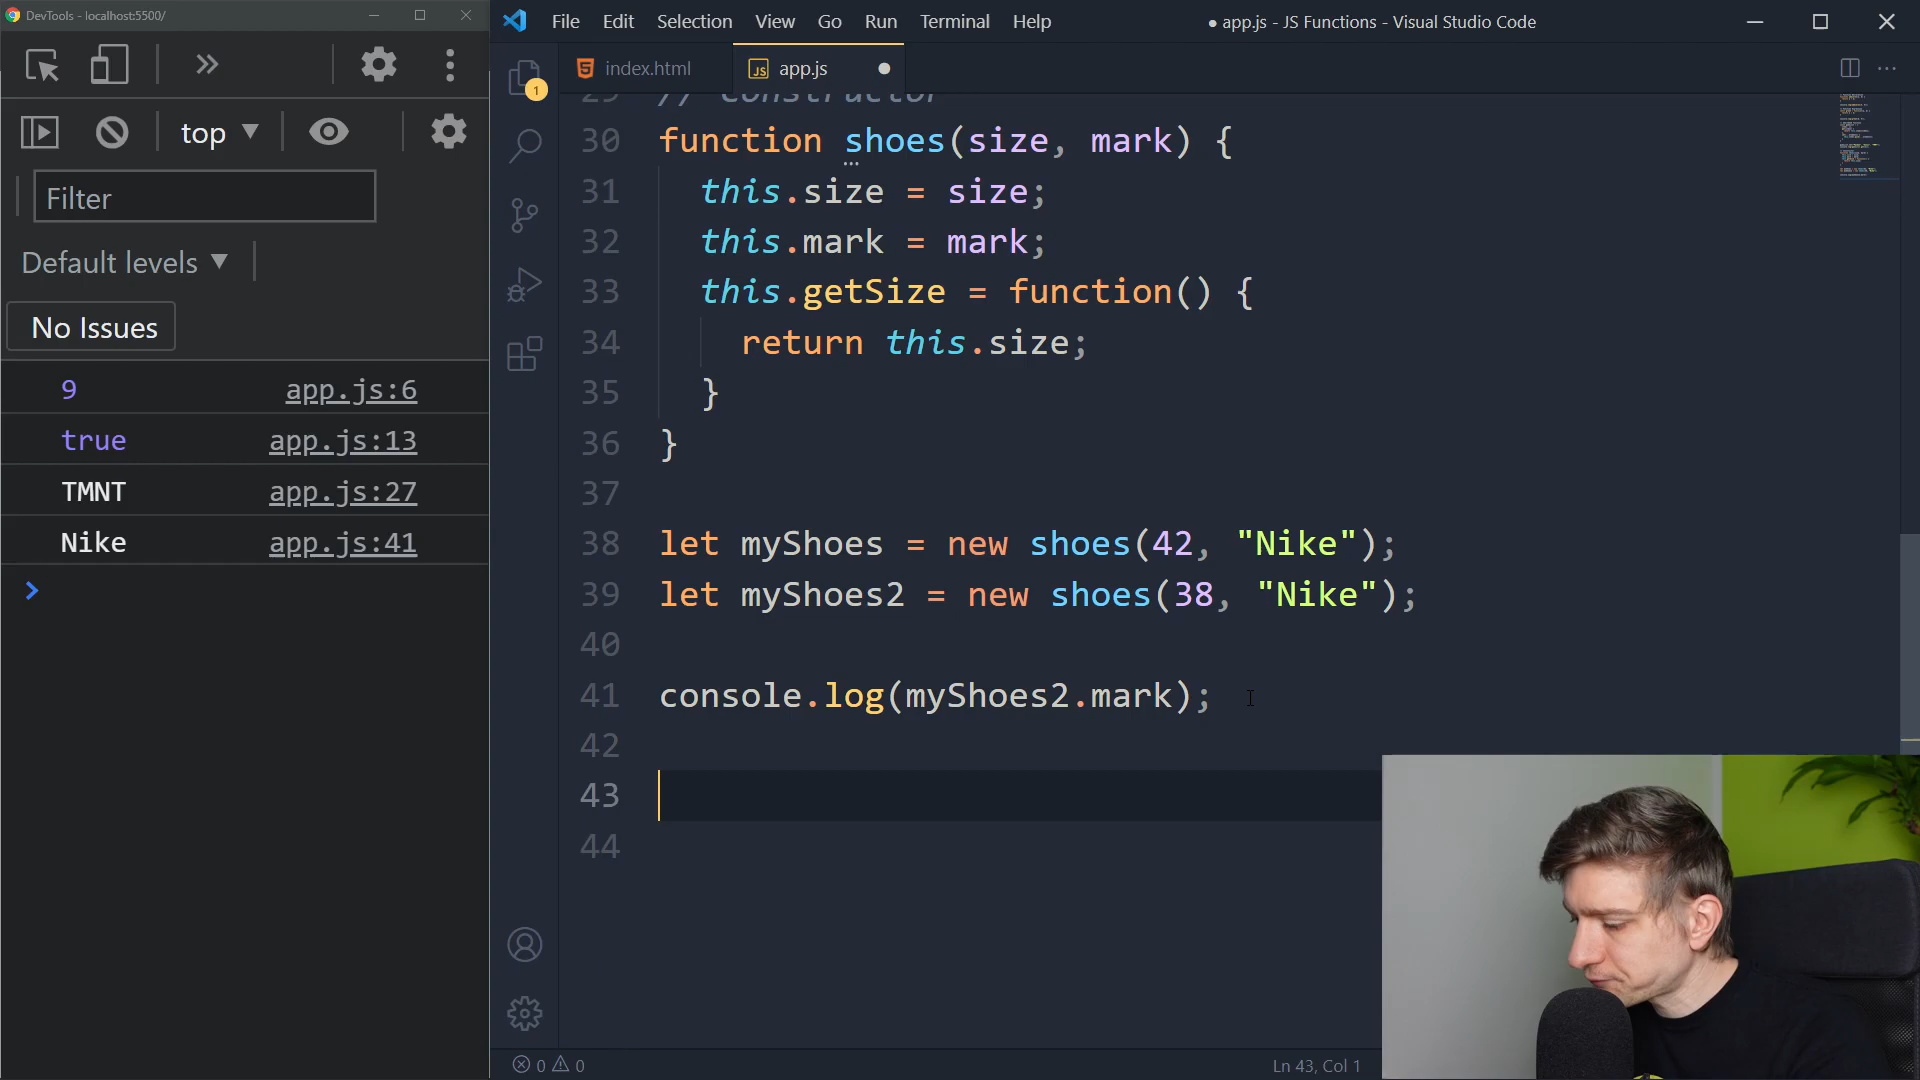 DevTools - localhost:5500/
top
Filter
Default levels
No Issues
9 app.js:6
true app.js:13
TMNT app.js:27
Nike app.js:41
File Edit Selection View Go Run Terminal Help
● app.js - JS Functions - Visual Studio Code
index.html
JS app.js
1
29 // Constructor
30 function shoes(size, mark) {
31 this.size = size;
32 this.mark = mark;
33 this.getSize = function() {
34 return this.size;
35 }
36 }
37
38 let myShoes = new shoes(42, "Nike");
39 let myShoes2 = new shoes(38, "Nike");
40
41 console.log(myShoes2.mark);
42
43
44
0 0
Ln 43, Col 1